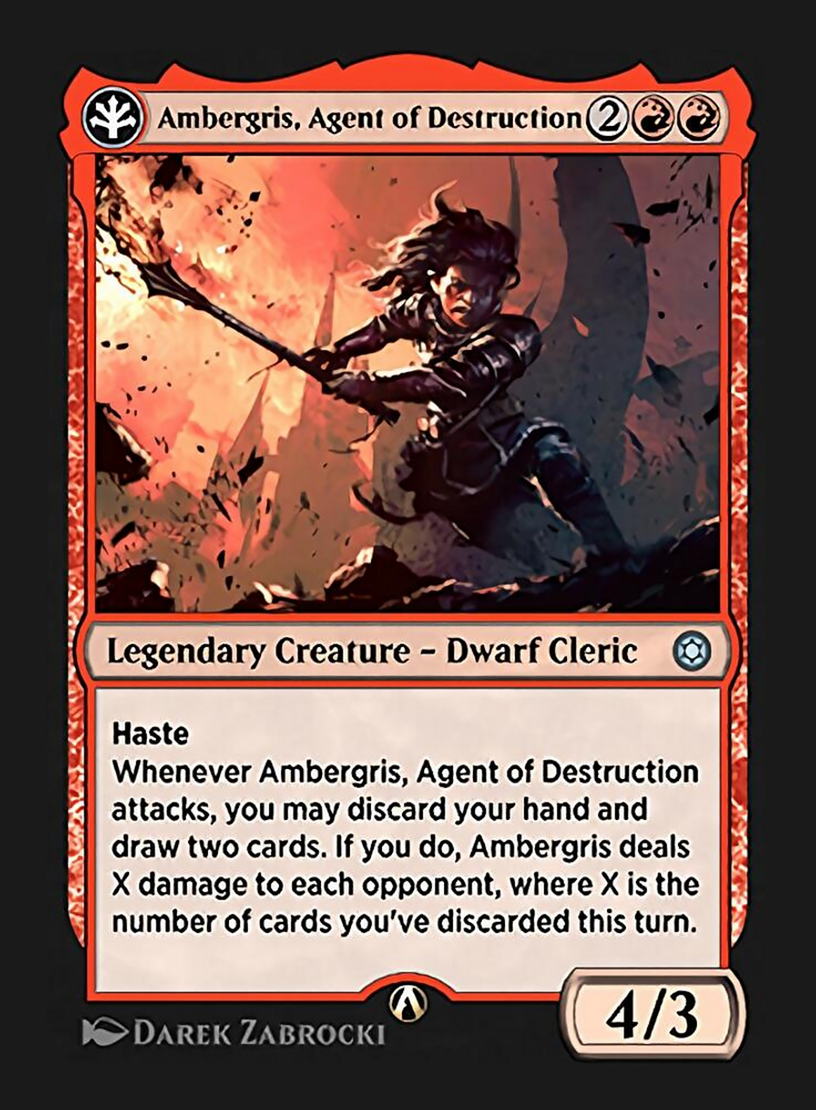 Ambergris, Agent of Destruction 2
Legendary Creature – Dwarf Cleric
Haste
Whenever Ambergris, Agent of Destruction
attacks, you may discard your hand and
draw two cards. If you do, Ambergris deals
X damage to each opponent, where X is the
number of cards you've discarded this turn.
4/3
DAREK ZABROCKI